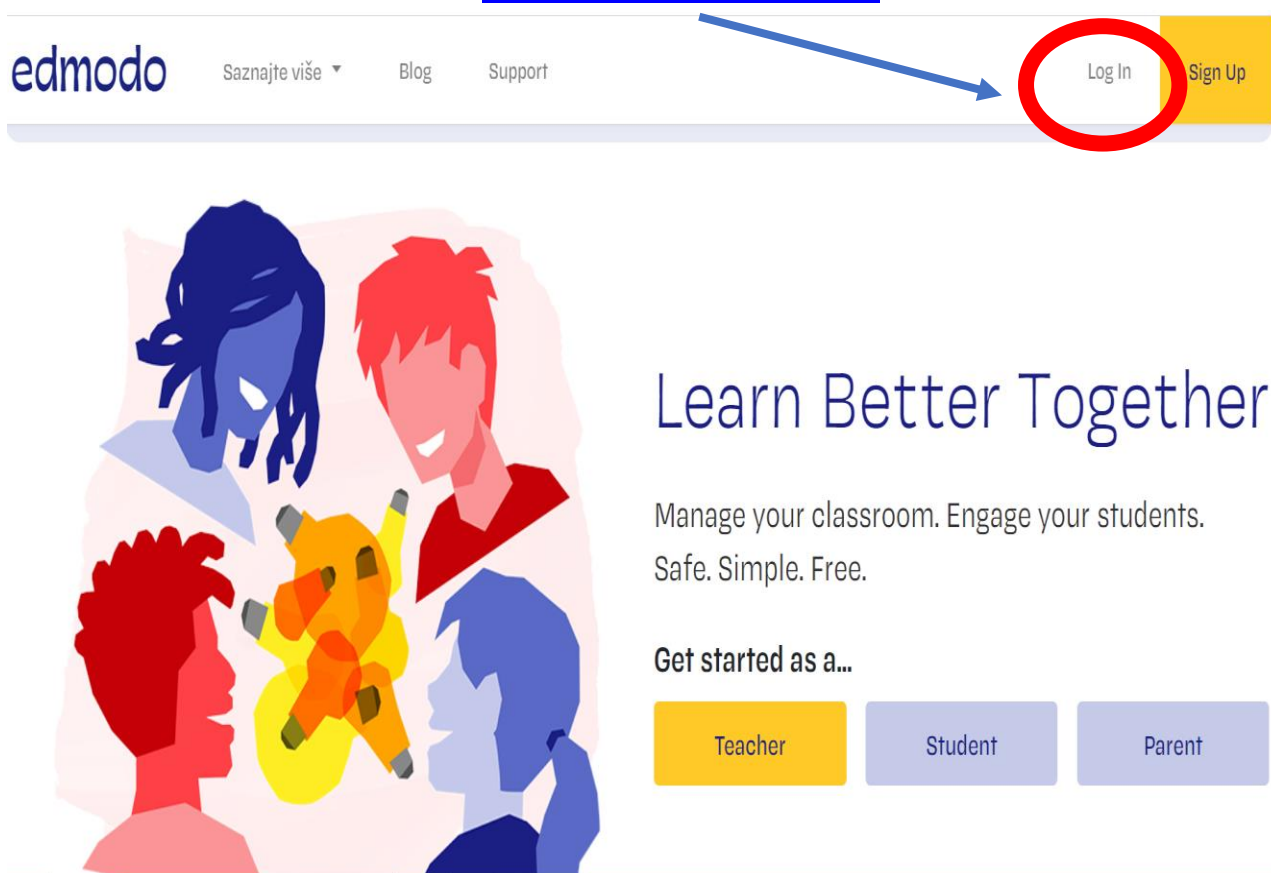 edmodo Saznajte više Blog Support Log In Sign Up
Learn Better Together
Manage your classroom. Engage your students.
Safe. Simple. Free.
Get started as a...
Teacher Student Parent